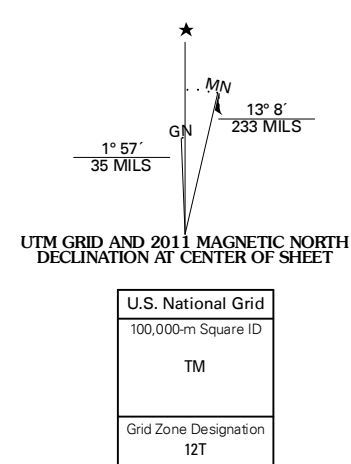 MN
13° 8´
233 MILS
GN
1° 57´
35 MILS
UTM GRID AND 2011 MAGNETIC NORTH
DECLINATION AT CENTER OF SHEET
U.S. National Grid
100,000-m Square ID
TM
Grid Zone Designation
12T